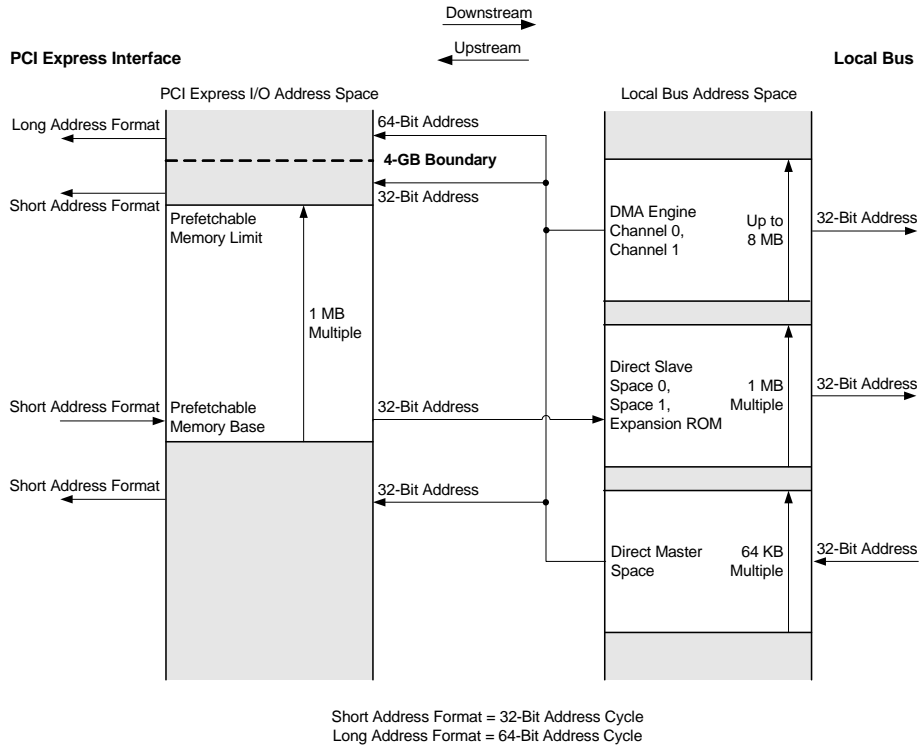 Downstream
Upstream
PCI Express Interface
Local Bus
PCI Express I/O Address Space
Local Bus Address Space
Long Address Format
64-Bit Address
4-GB Boundary
Short Address Format
32-Bit Address
Prefetchable
Memory Limit
DMA Engine
Channel 0,
Channel 1
Up to
8 MB
32-Bit Address
1 MB
Multiple
Direct Slave
Space 0,
Space 1,
Expansion ROM
1 MB
Multiple
32-Bit Address
Short Address Format
Prefetchable
Memory Base
32-Bit Address
Short Address Format
32-Bit Address
Direct Master
Space
64 KB
Multiple
32-Bit Address
Short Address Format = 32-Bit Address Cycle
Long Address Format = 64-Bit Address Cycle